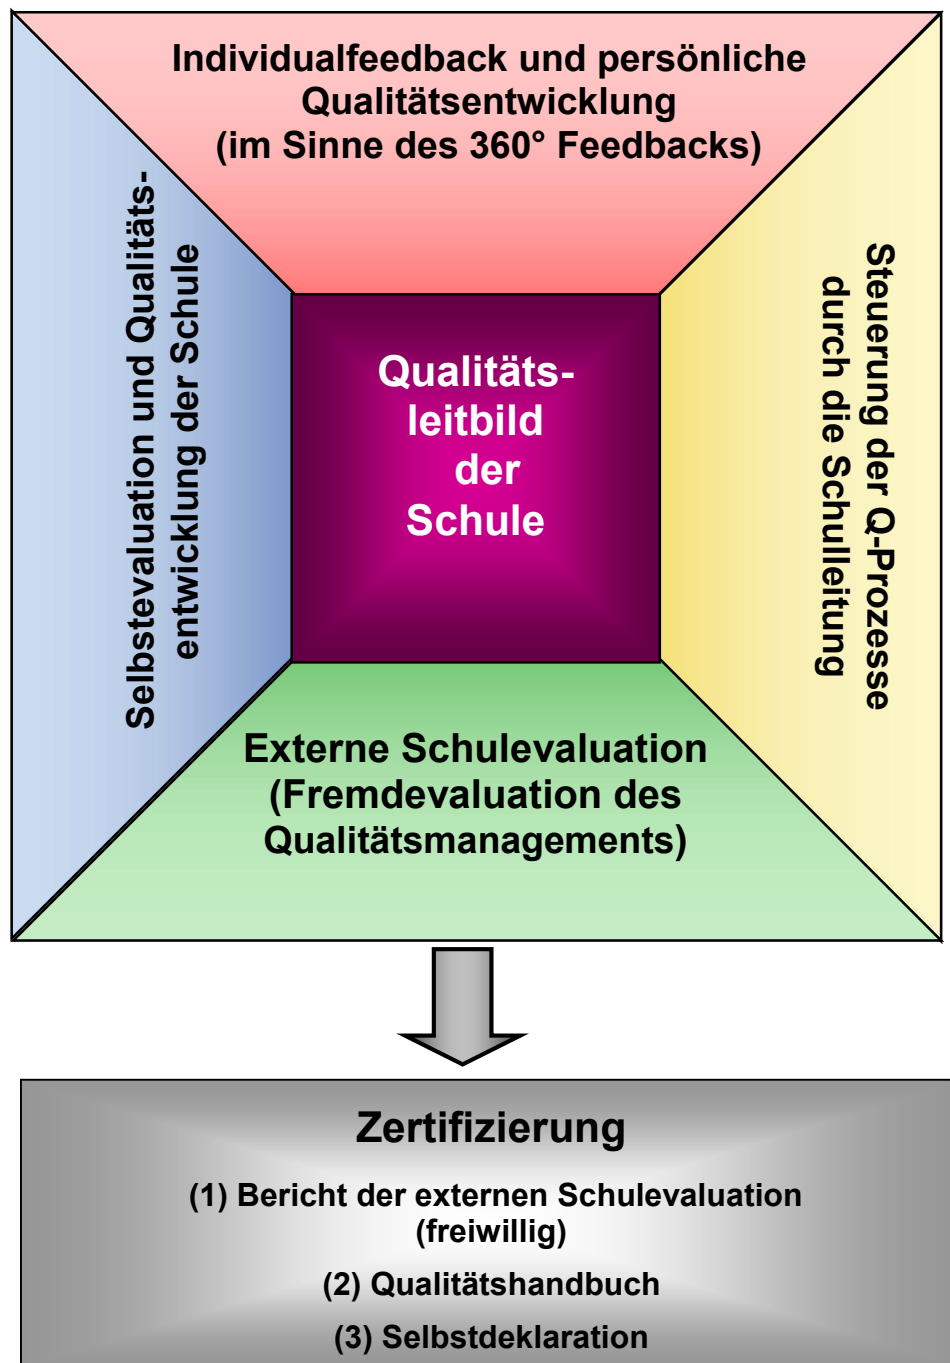 Individualfeedback und persönliche
Qualitätsentwicklung
(im Sinne des 360° Feedbacks)
Selbstevaluation und Qualitäts-
entwicklung der Schule
Qualitäts-
leitbild
der
Schule
Steuerung der Q-Prozesse
durch die Schulleitung
Externe Schulevaluation
(Fremdevaluation des
Qualitätsmanagements)
Zertifizierung
(1) Bericht der externen Schulevaluation
(freiwillig)
(2) Qualitätshandbuch
(3) Selbstdeklaration